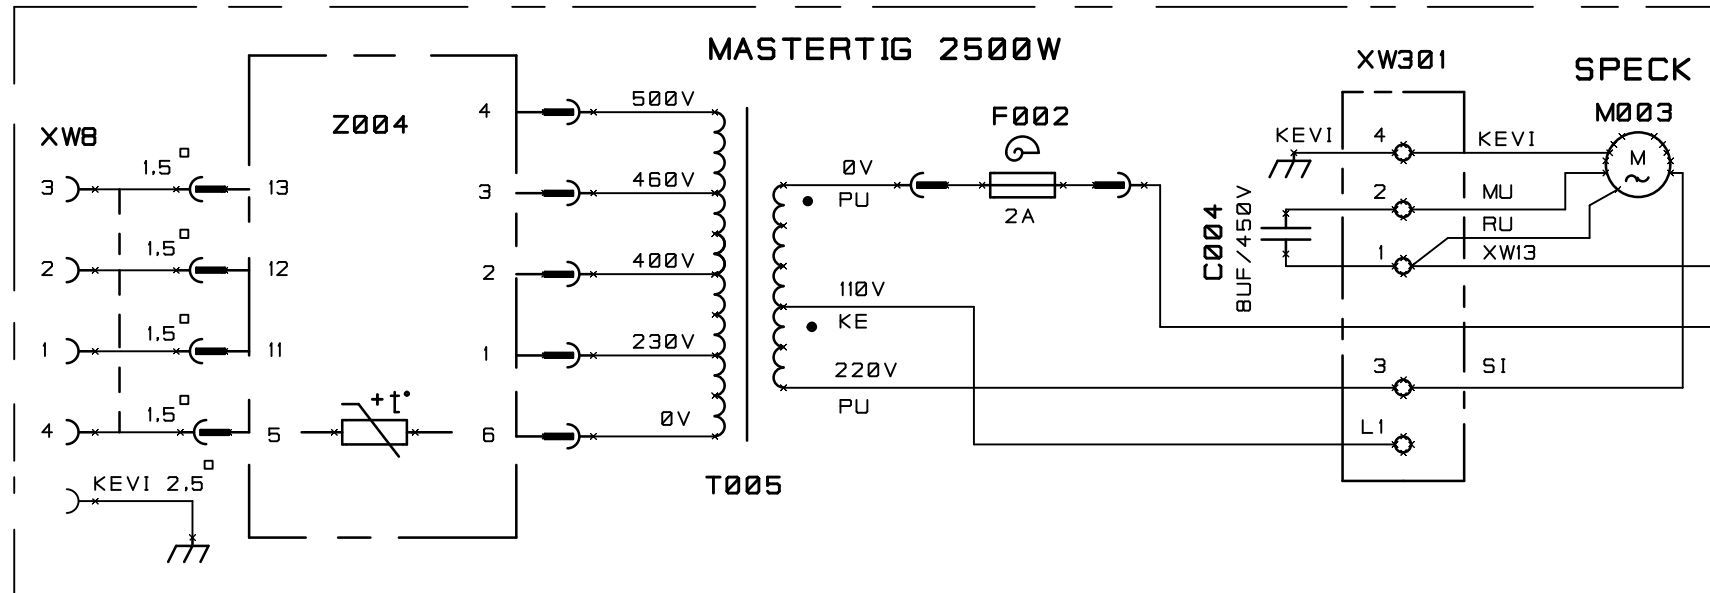 MASTERTIG 2500W
XW301
SPECK
M003
XW8
Z004
F002
4
500V
KEVI
4
KEVI
M
1,5
3
13
3
460V
0V
PU
2A
2
MU
1,5
2
12
2
400V
110V
KE
C004
8UF/450V
RU
1
XW13
1,5
1
11
1
230V
220V
PU
3
SI
1,5
4
5
+t°
6
0V
L1
KEVI 2,5
T005